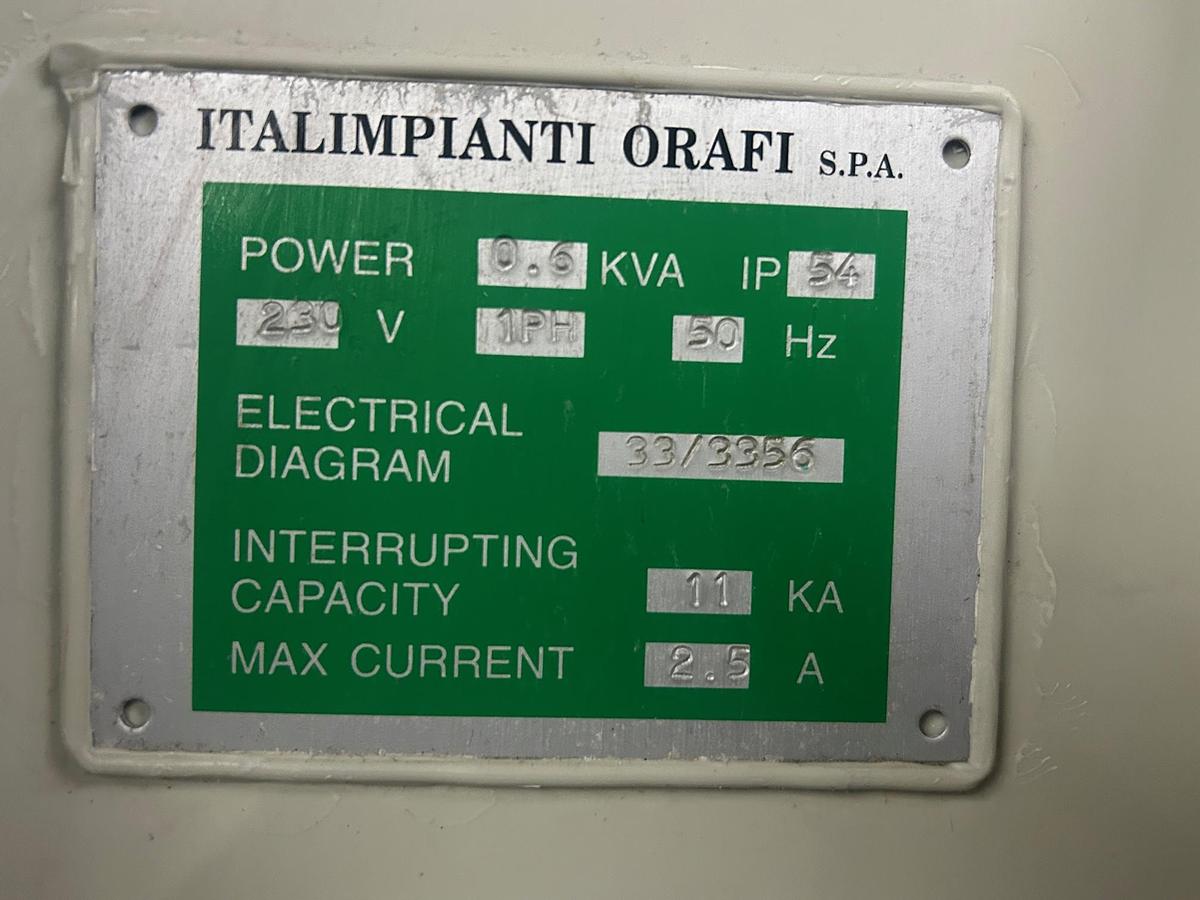 ITALIMPIANTI ORAFI S.P.A.
POWER 0.6 KVA IP 54
230 V 1PH 50 Hz
ELECTRICAL
DIAGRAM 33/3356
INTERRUPTING
CAPACITY 11 KA
MAX CURRENT 2.5 A